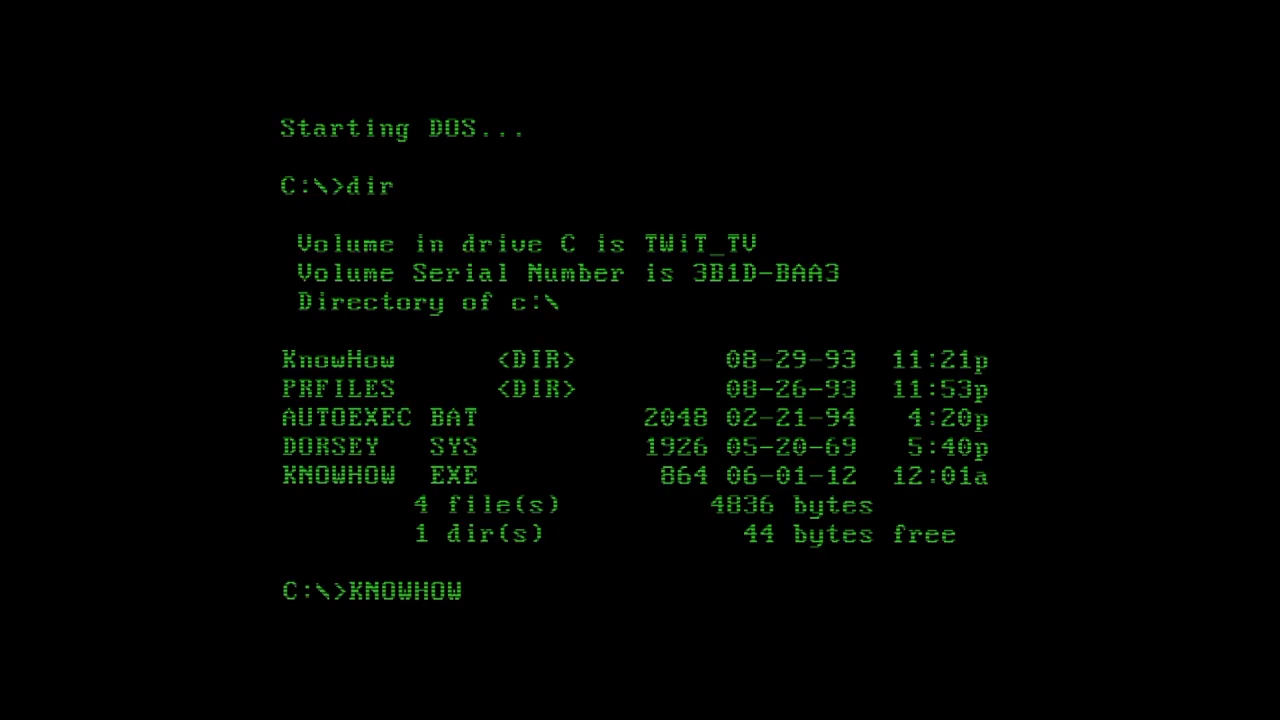 Starting DOS...
C:\>dir
Volume in drive C is TWiT_TV
Volume Serial Number is 3B1D-BAA3
Directory of c:\
KnowHow <DIR> 08-29-93 11:21p
PRFILES <DIR> 08-26-93 11:53p
AUTOEXEC BAT 2048 02-21-94 4:20p
DORSEY SYS 1926 05-20-69 5:40p
KNOWHOW EXE 864 06-01-12 12:01a
4 file(s) 4836 bytes
1 dir(s) 44 bytes free
C:\>KNOWHOW